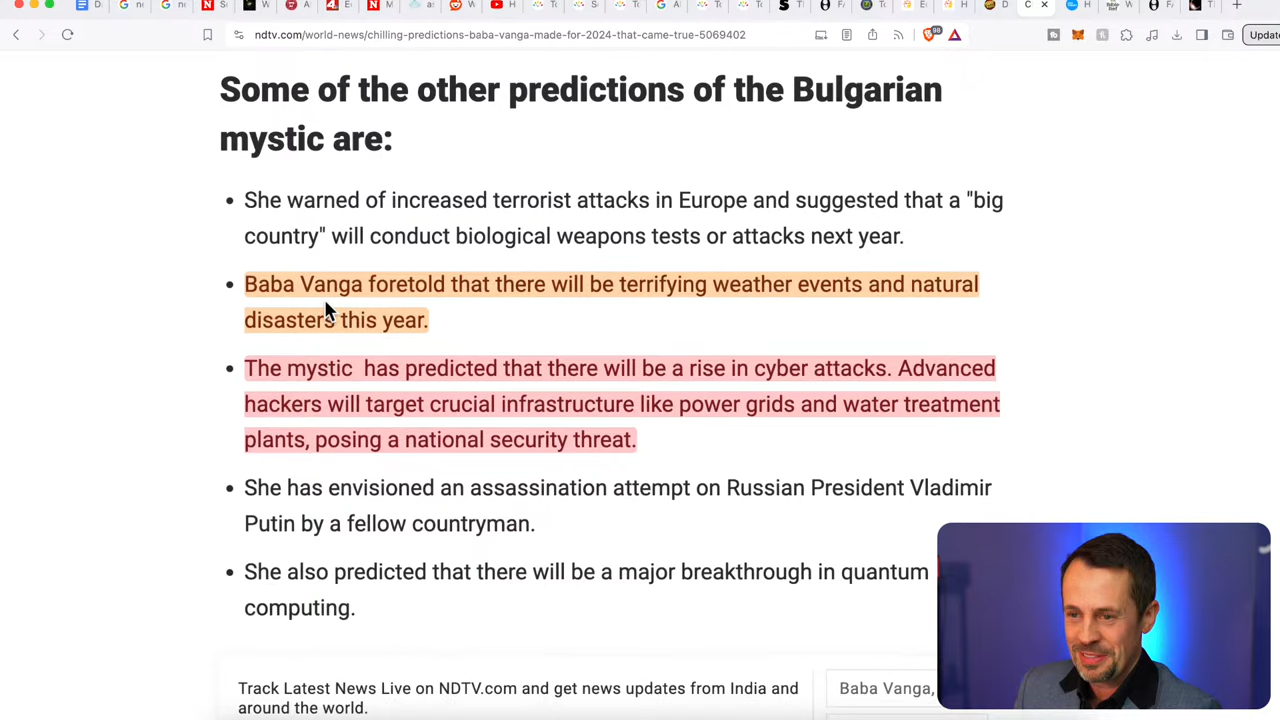 ndtv.com/world-news/chilling-predictions-baba-vanga-made-for-2024-that-came-true-5069402
Some of the other predictions of the Bulgarian
mystic are:
• She warned of increased terrorist attacks in Europe and suggested that a "big
country" will conduct biological weapons tests or attacks next year.
• Baba Vanga foretold that there will be terrifying weather events and natural
disasters this year.
• The mystic has predicted that there will be a rise in cyber attacks. Advanced
hackers will target crucial infrastructure like power grids and water treatment
plants, posing a national security threat.
• She has envisioned an assassination attempt on Russian President Vladimir
Putin by a fellow countryman.
• She also predicted that there will be a major breakthrough in quantum
computing.
Track Latest News Live on NDTV.com and get news updates from India and
around the world.
Baba Vanga,